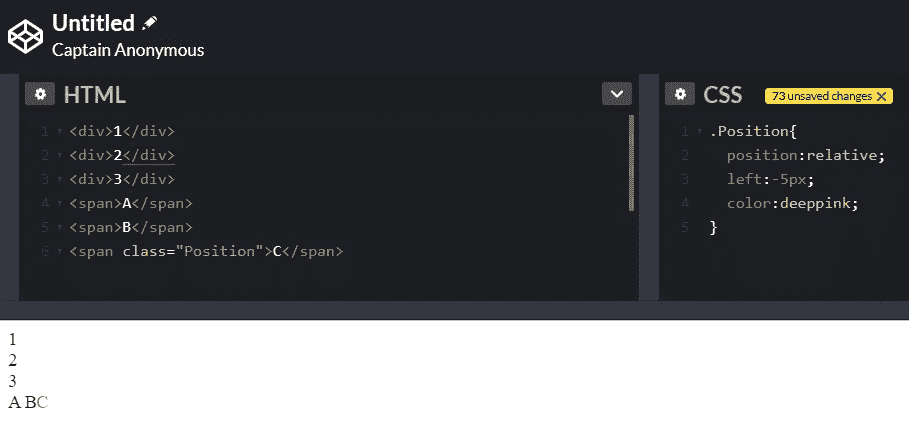 Untitled
Captain Anonymous
HTML
1 <div>1</div>
2 <div>2</div>
3 <div>3</div>
4 <span>A</span>
5 <span>B</span>
6 <span class="Position">C</span>
CSS 73 unsaved changes X
1 .Position{
2 position:relative;
3 left:-5px;
4 color:deeppink;
5 }
1
2
3
A BC